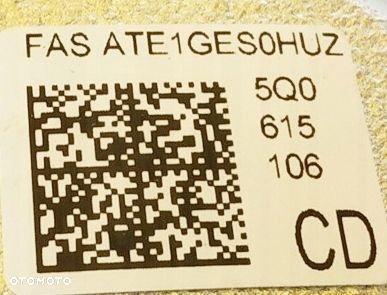 FAS ATE1GES0HUZ
5Q0
615
106
CD
OTOMOTO